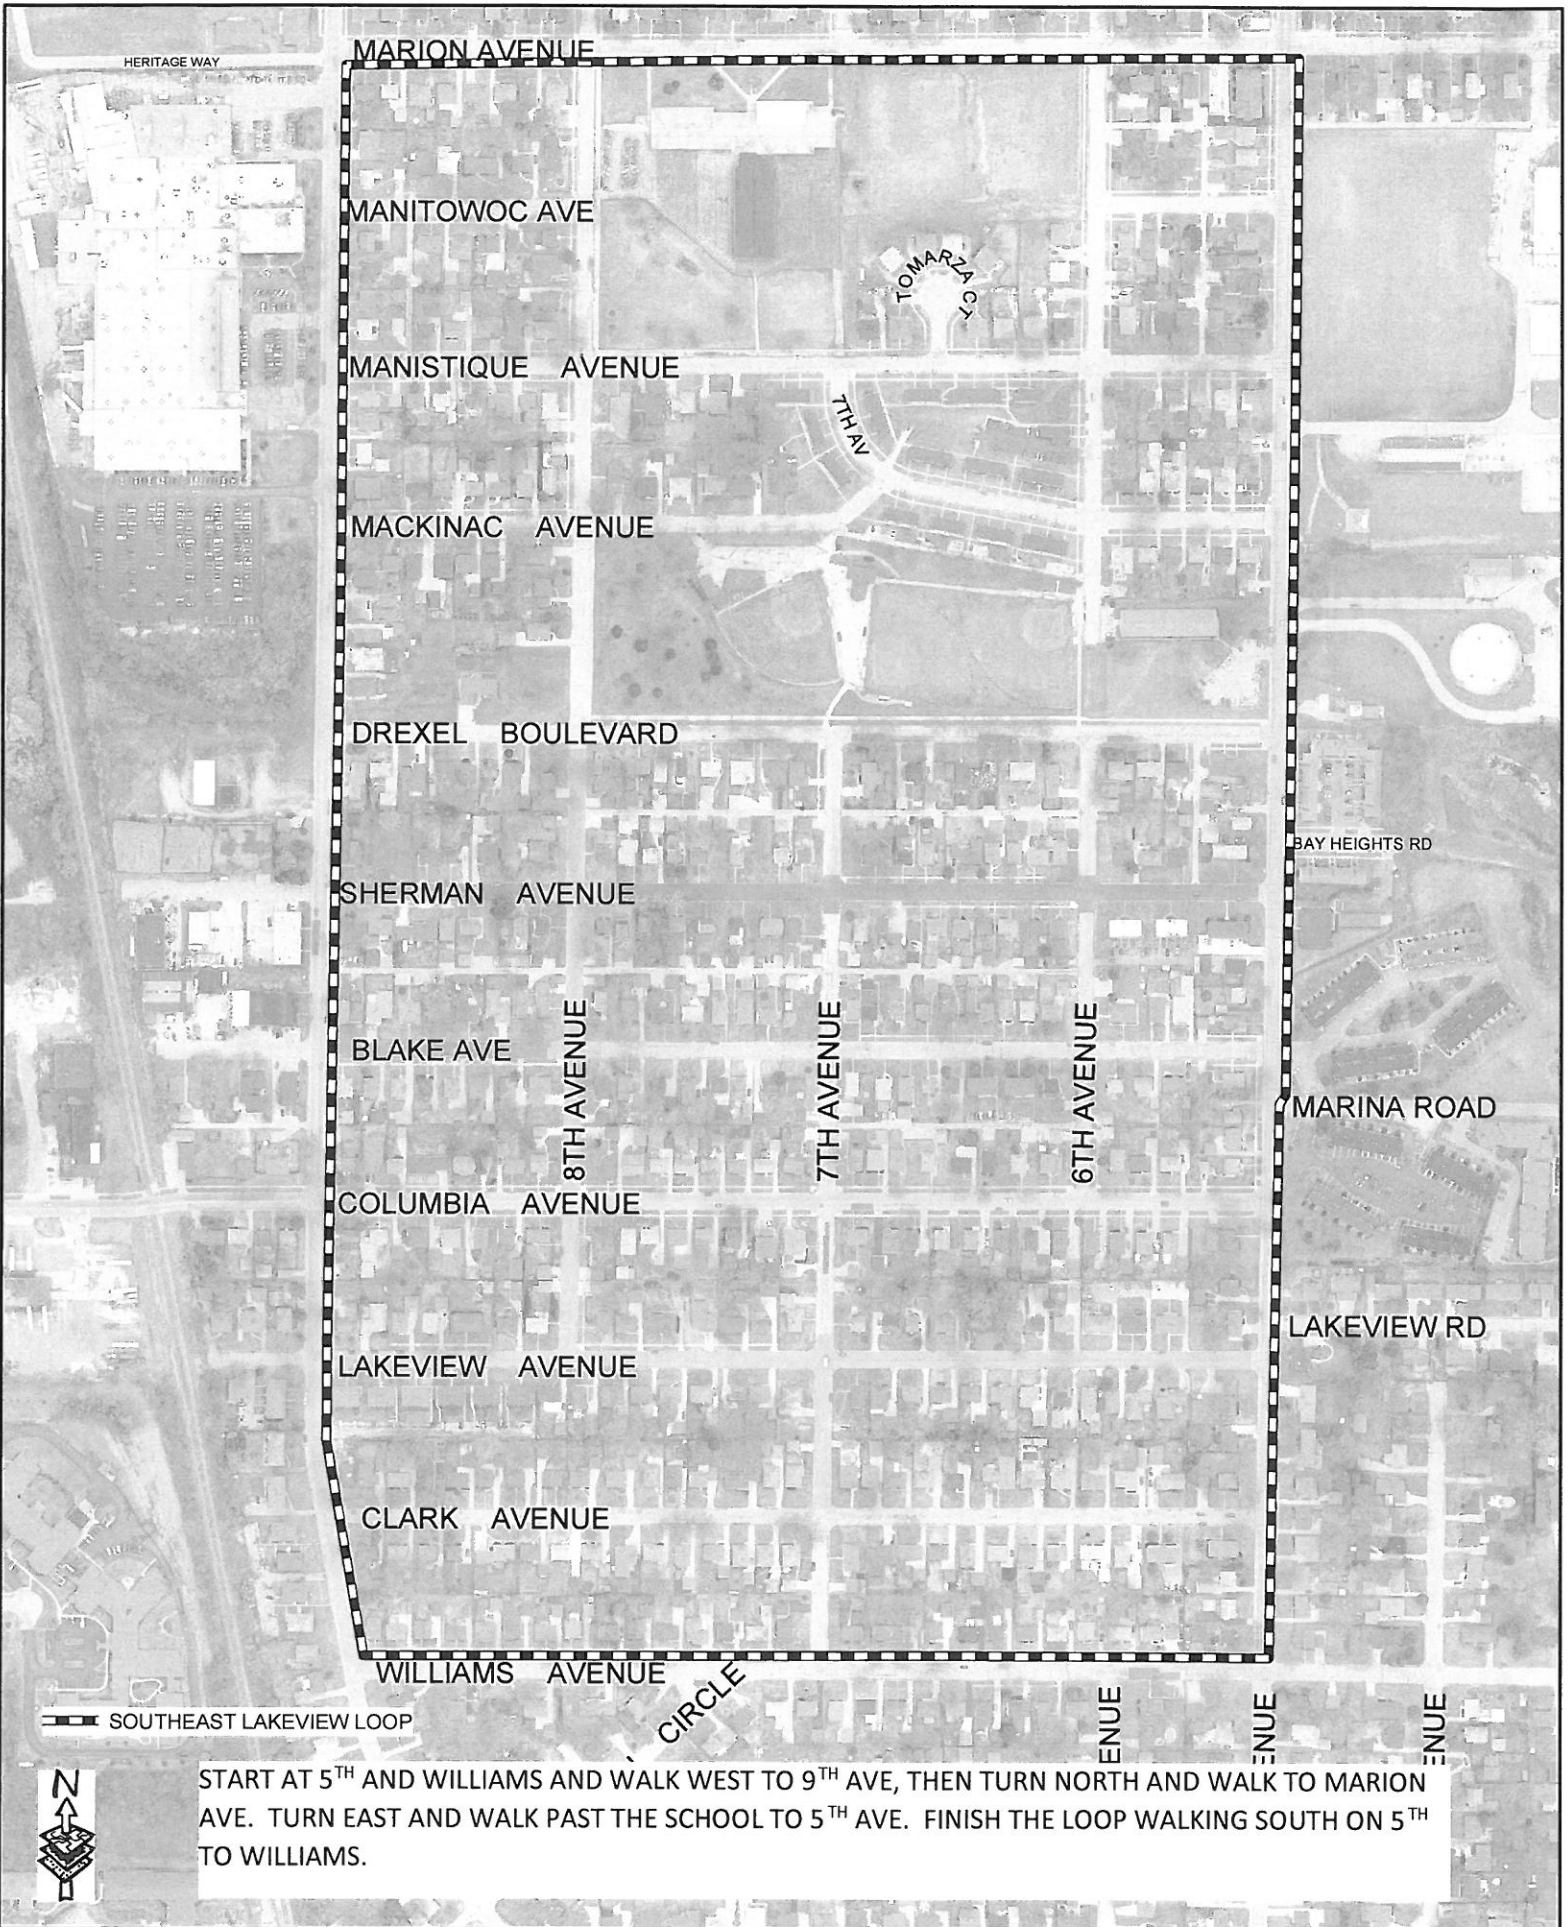 MARION AVENUE
HERITAGE WAY
MANITOWOC AVE
TOMARZA CT
MANISTIQUE AVENUE
7TH AV
MACKINAC AVENUE
DREXEL BOULEVARD
BAY HEIGHTS RD
SHERMAN AVENUE
8TH AVENUE
7TH AVENUE
6TH AVENUE
BLAKE AVE
MARINA ROAD
COLUMBIA AVENUE
LAKEVIEW RD
LAKEVIEW AVENUE
CLARK AVENUE
WILLIAMS AVENUE
CIRCLE
ENUE
ENUE
ENUE
SOUTHEAST LAKEVIEW LOOP
N
START AT 5TH AND WILLIAMS AND WALK WEST TO 9TH AVE, THEN TURN NORTH AND WALK TO MARION
AVE. TURN EAST AND WALK PAST THE SCHOOL TO 5TH AVE. FINISH THE LOOP WALKING SOUTH ON 5TH
TO WILLIAMS.